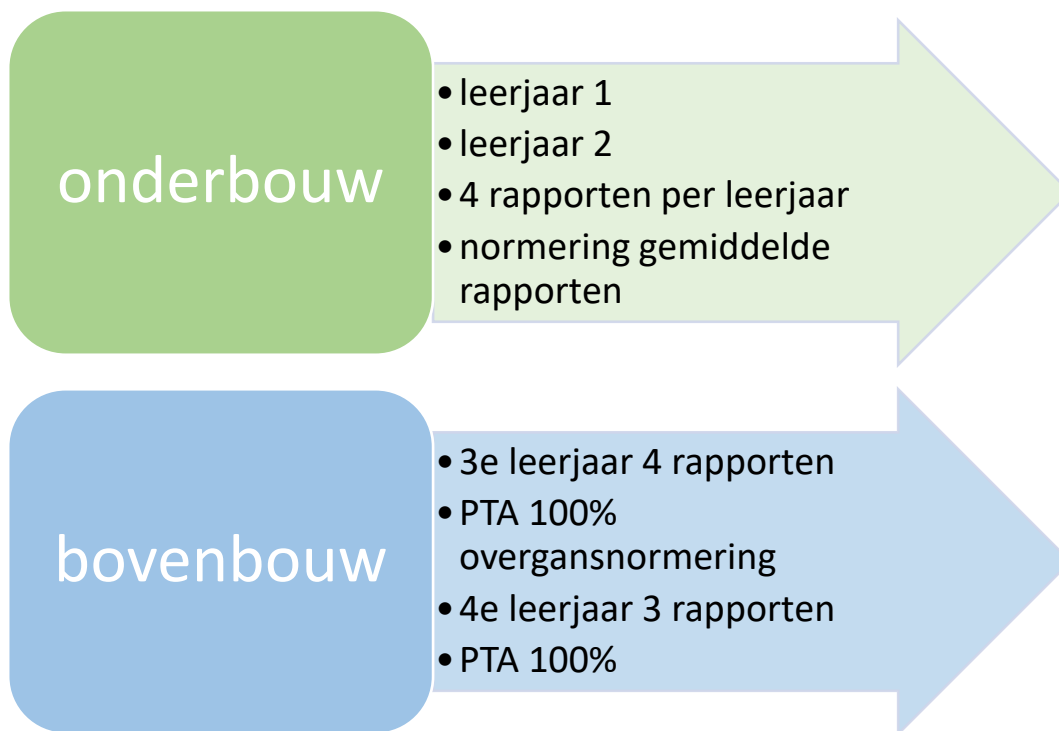 onderbouw
•leerjaar 1
•leerjaar 2
•4 rapporten per leerjaar
•normering gemiddelde
rapporten
bovenbouw
•3e leerjaar 4 rapporten
•PTA 100%
overgansnormering
•4e leerjaar 3 rapporten
•PTA 100%